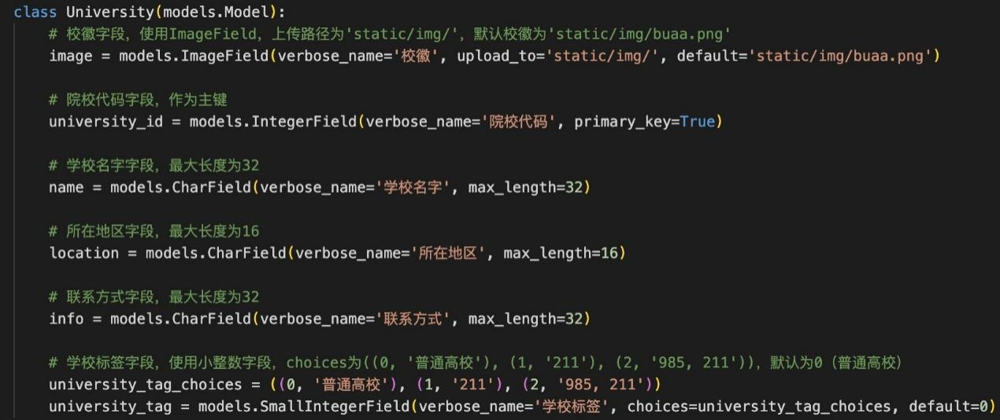 class University(models.Model):
# 校徽字段，使用ImageField，上传路径为'static/img/'，默认校徽为'static/img/buaa.png'
image = models.ImageField(verbose_name='校徽', upload_to='static/img/', default='static/img/buaa.png')
# 院校代码字段，作为主键
university_id = models.IntegerField(verbose_name='院校代码', primary_key=True)
# 学校名字字段，最大长度为32
name = models.CharField(verbose_name='学校名字', max_length=32)
# 所在地区字段，最大长度为16
location = models.CharField(verbose_name='所在地区', max_length=16)
# 联系方式字段，最大长度为32
info = models.CharField(verbose_name='联系方式', max_length=32)
# 学校标签字段，使用小整数字段，choices为((0, '普通高校'), (1, '211'), (2, '985, 211'))，默认为0（普通高校）
university_tag_choices = ((0, '普通高校'), (1, '211'), (2, '985, 211'))
university_tag = models.SmallIntegerField(verbose_name='学校标签', choices=university_tag_choices, default=0)